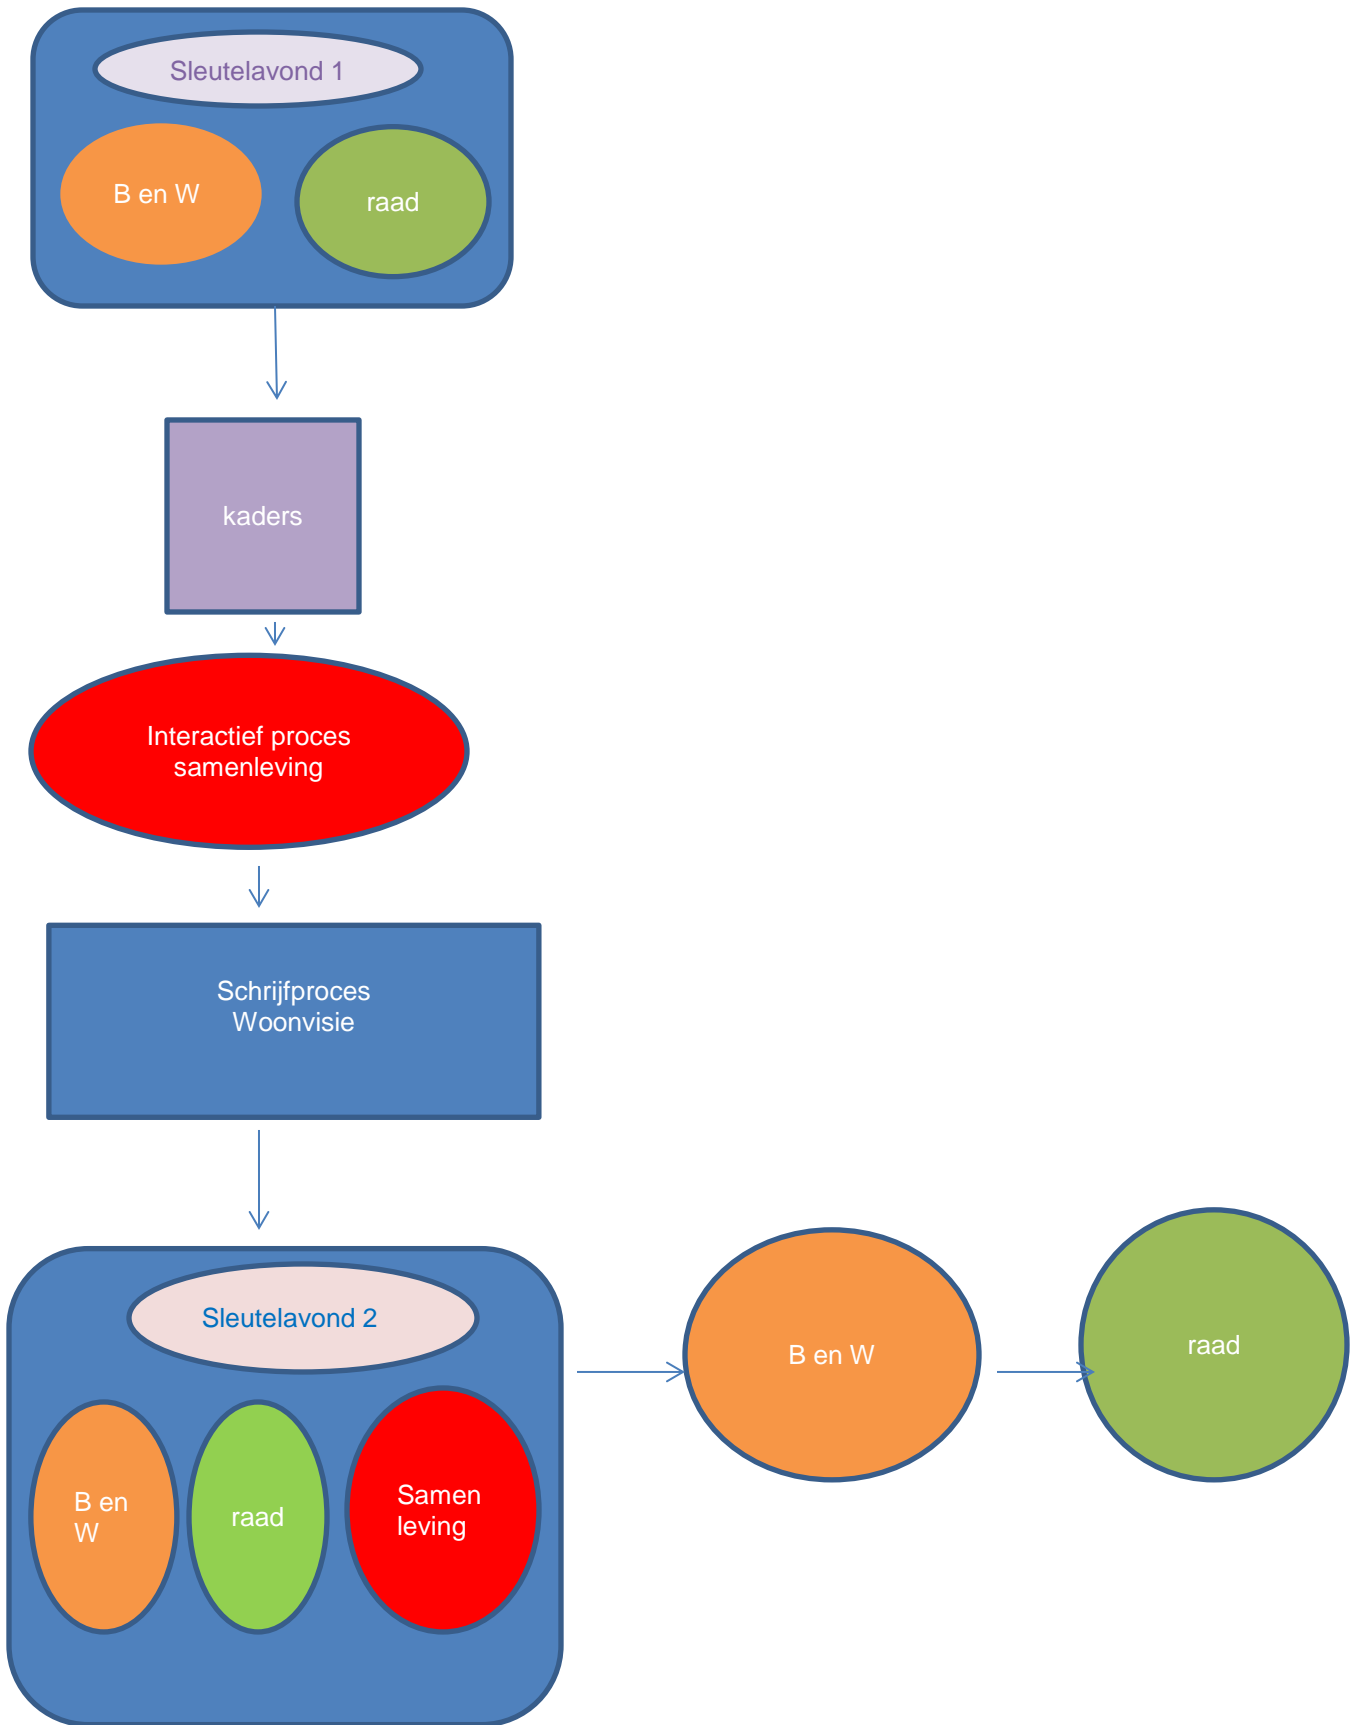 Sleutelavond 1
B en W
raad
kaders
Interactief proces
samenleving
Schrijfproces
Woonvisie
Sleutelavond 2
B en
W
raad
Samen
leving
B en W
raad